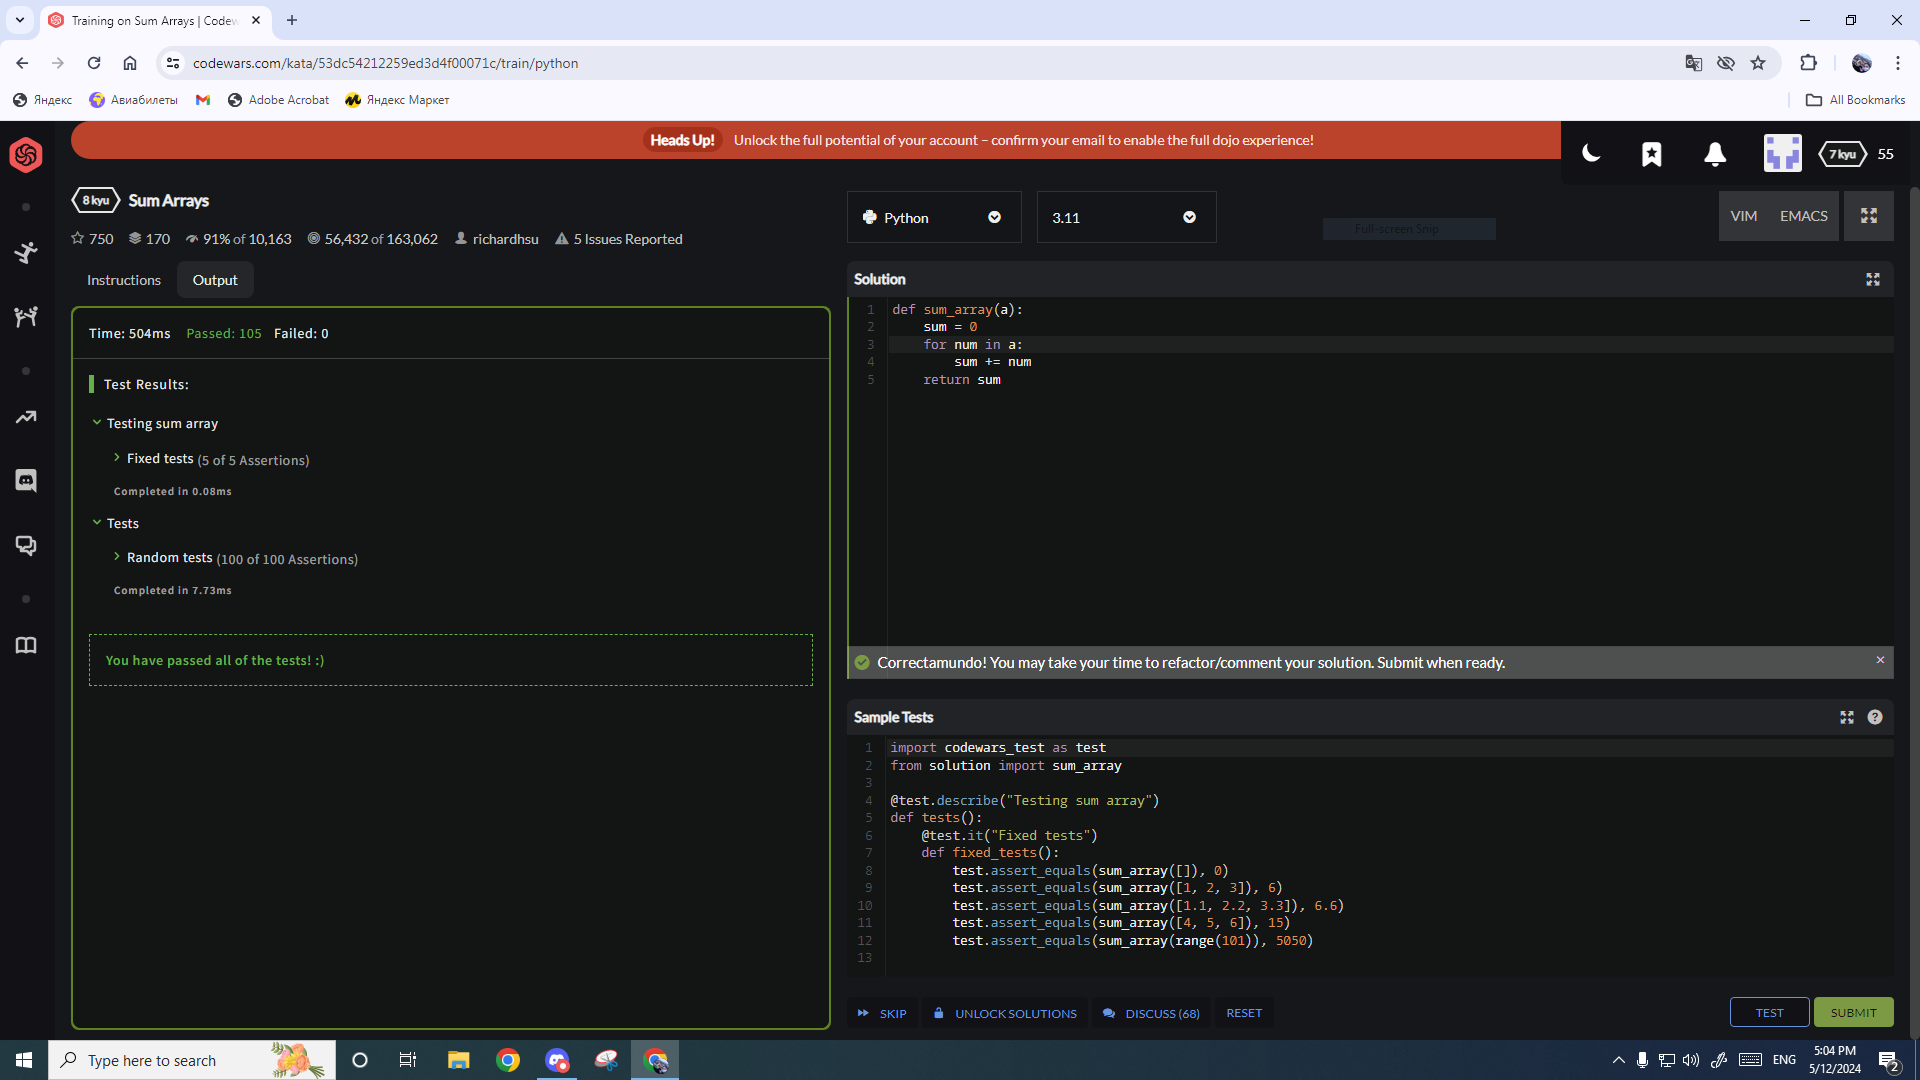 Training on Sum Arrays | Codew
codewars.com/kata/53dc54212259ed3d4f00071c/train/python
Яндекс
Авиабилеты
Adobe Acrobat
Яндекс Маркет
All Bookmarks
Heads Up! Unlock the full potential of your account – confirm your email to enable the full dojo experience!
7 kyu 55
8 kyu Sum Arrays
750 170 91% of 10,163 56,432 of 163,062 richardhsu 5 Issues Reported
Python
3.11
Full-screen Snip
VIM EMACS
Instructions
Output
Time: 504ms Passed: 105 Failed: 0
Test Results:
Testing sum array
Fixed tests (5 of 5 Assertions)
Completed in 0.08ms
Tests
Random tests (100 of 100 Assertions)
Completed in 7.73ms
You have passed all of the tests! :)
Solution
1 def sum_array(a):
2 sum = 0
3 for num in a:
4 sum += num
5 return sum
Correctamundo! You may take your time to refactor/comment your solution. Submit when ready.
Sample Tests
1 import codewars_test as test
2 from solution import sum_array
3
4 @test.describe("Testing sum array")
5 def tests():
6 @test.it("Fixed tests")
7 def fixed_tests():
8 test.assert_equals(sum_array([]), 0)
9 test.assert_equals(sum_array([1, 2, 3]), 6)
10 test.assert_equals(sum_array([1.1, 2.2, 3.3]), 6.6)
11 test.assert_equals(sum_array([4, 5, 6]), 15)
12 test.assert_equals(sum_array(range(101)), 5050)
13
SKIP
UNLOCK SOLUTIONS
DISCUSS (68)
RESET
TEST
SUBMIT
Type here to search
ENG
5:04 PM
5/12/2024
2